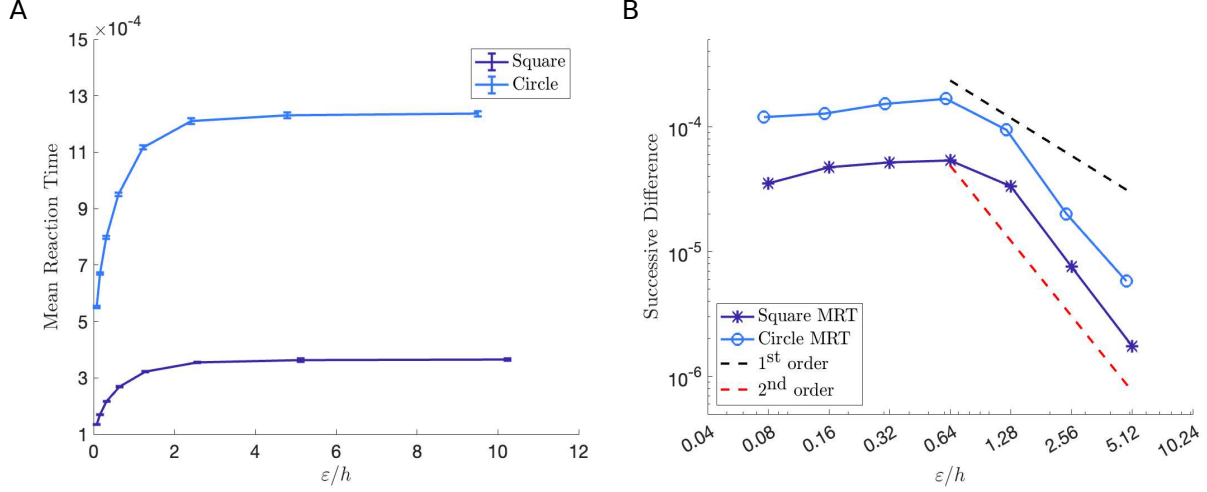 A
×10⁻⁴
15
13
11
9
7
5
3
1
0
2
4
6
8
10
12
Mean Reaction Time
ε/h
Square
Circle
B
10⁻⁴
10⁻⁵
10⁻⁶
0.04
0.08
0.16
0.32
0.64
1.28
2.56
5.12
10.24
Successive Difference
ε/h
Square MRT
Circle MRT
1st order
2nd order